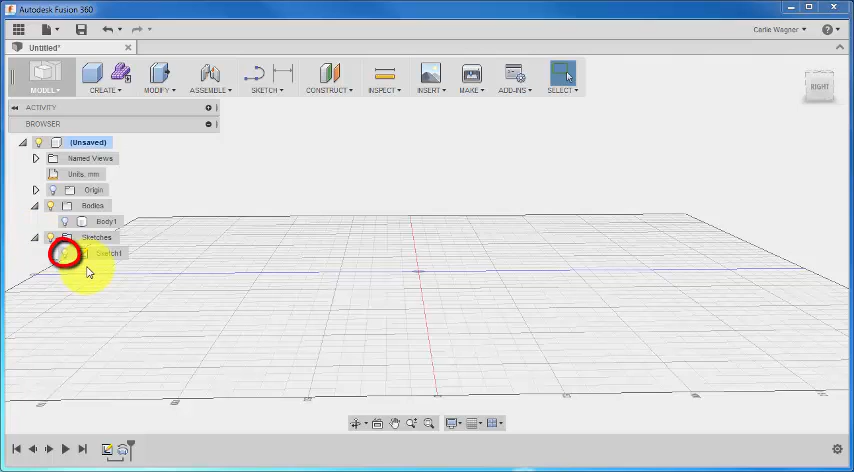 Autodesk Fusion 360
Carlie Wagner
Untitled*
MODEL
CREATE
MODIFY
ASSEMBLE
SKETCH
CONSTRUCT
INSPECT
INSERT
MAKE
ADD-INS
SELECT
RIGHT
ACTIVITY
BROWSER
(Unsaved)
Named Views
Units, mm
Origin
Bodies
Body1
Sketches
Sketch1